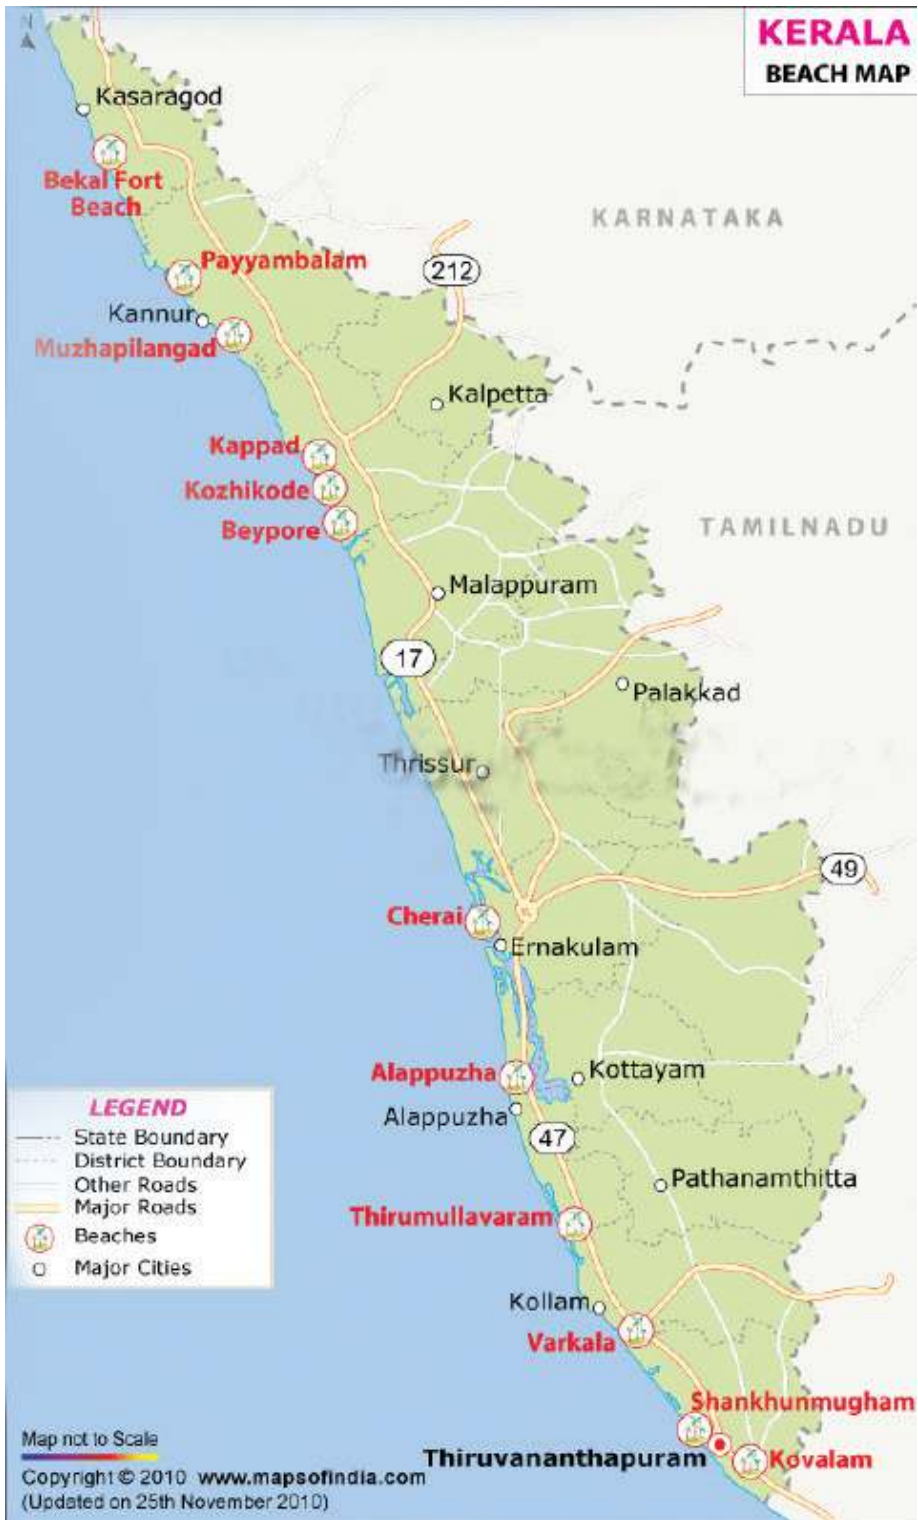 N
KERALA
BEACH MAP
Kasaragod
Bekal Fort
Beach
KARNATAKA
Payyambalam
212
Kannur
Muzhapilangad
Kalpetta
Kappad
Kozhikode
Beypore
TAMILNADU
Malappuram
17
Palakkad
Thrissur
49
Cherai
Ernakulam
Alappuzha
Kottayam
Alappuzha
47
Pathanamthitta
Thirumullavaram
Kollam
Varkala
Shankhunmugham
Thiruvananthapuram
Kovalam
LEGEND
State Boundary
District Boundary
Other Roads
Major Roads
Beaches
Major Cities
Map not to Scale
Copyright © 2010 www.mapsofindia.com
(Updated on 25th November 2010)